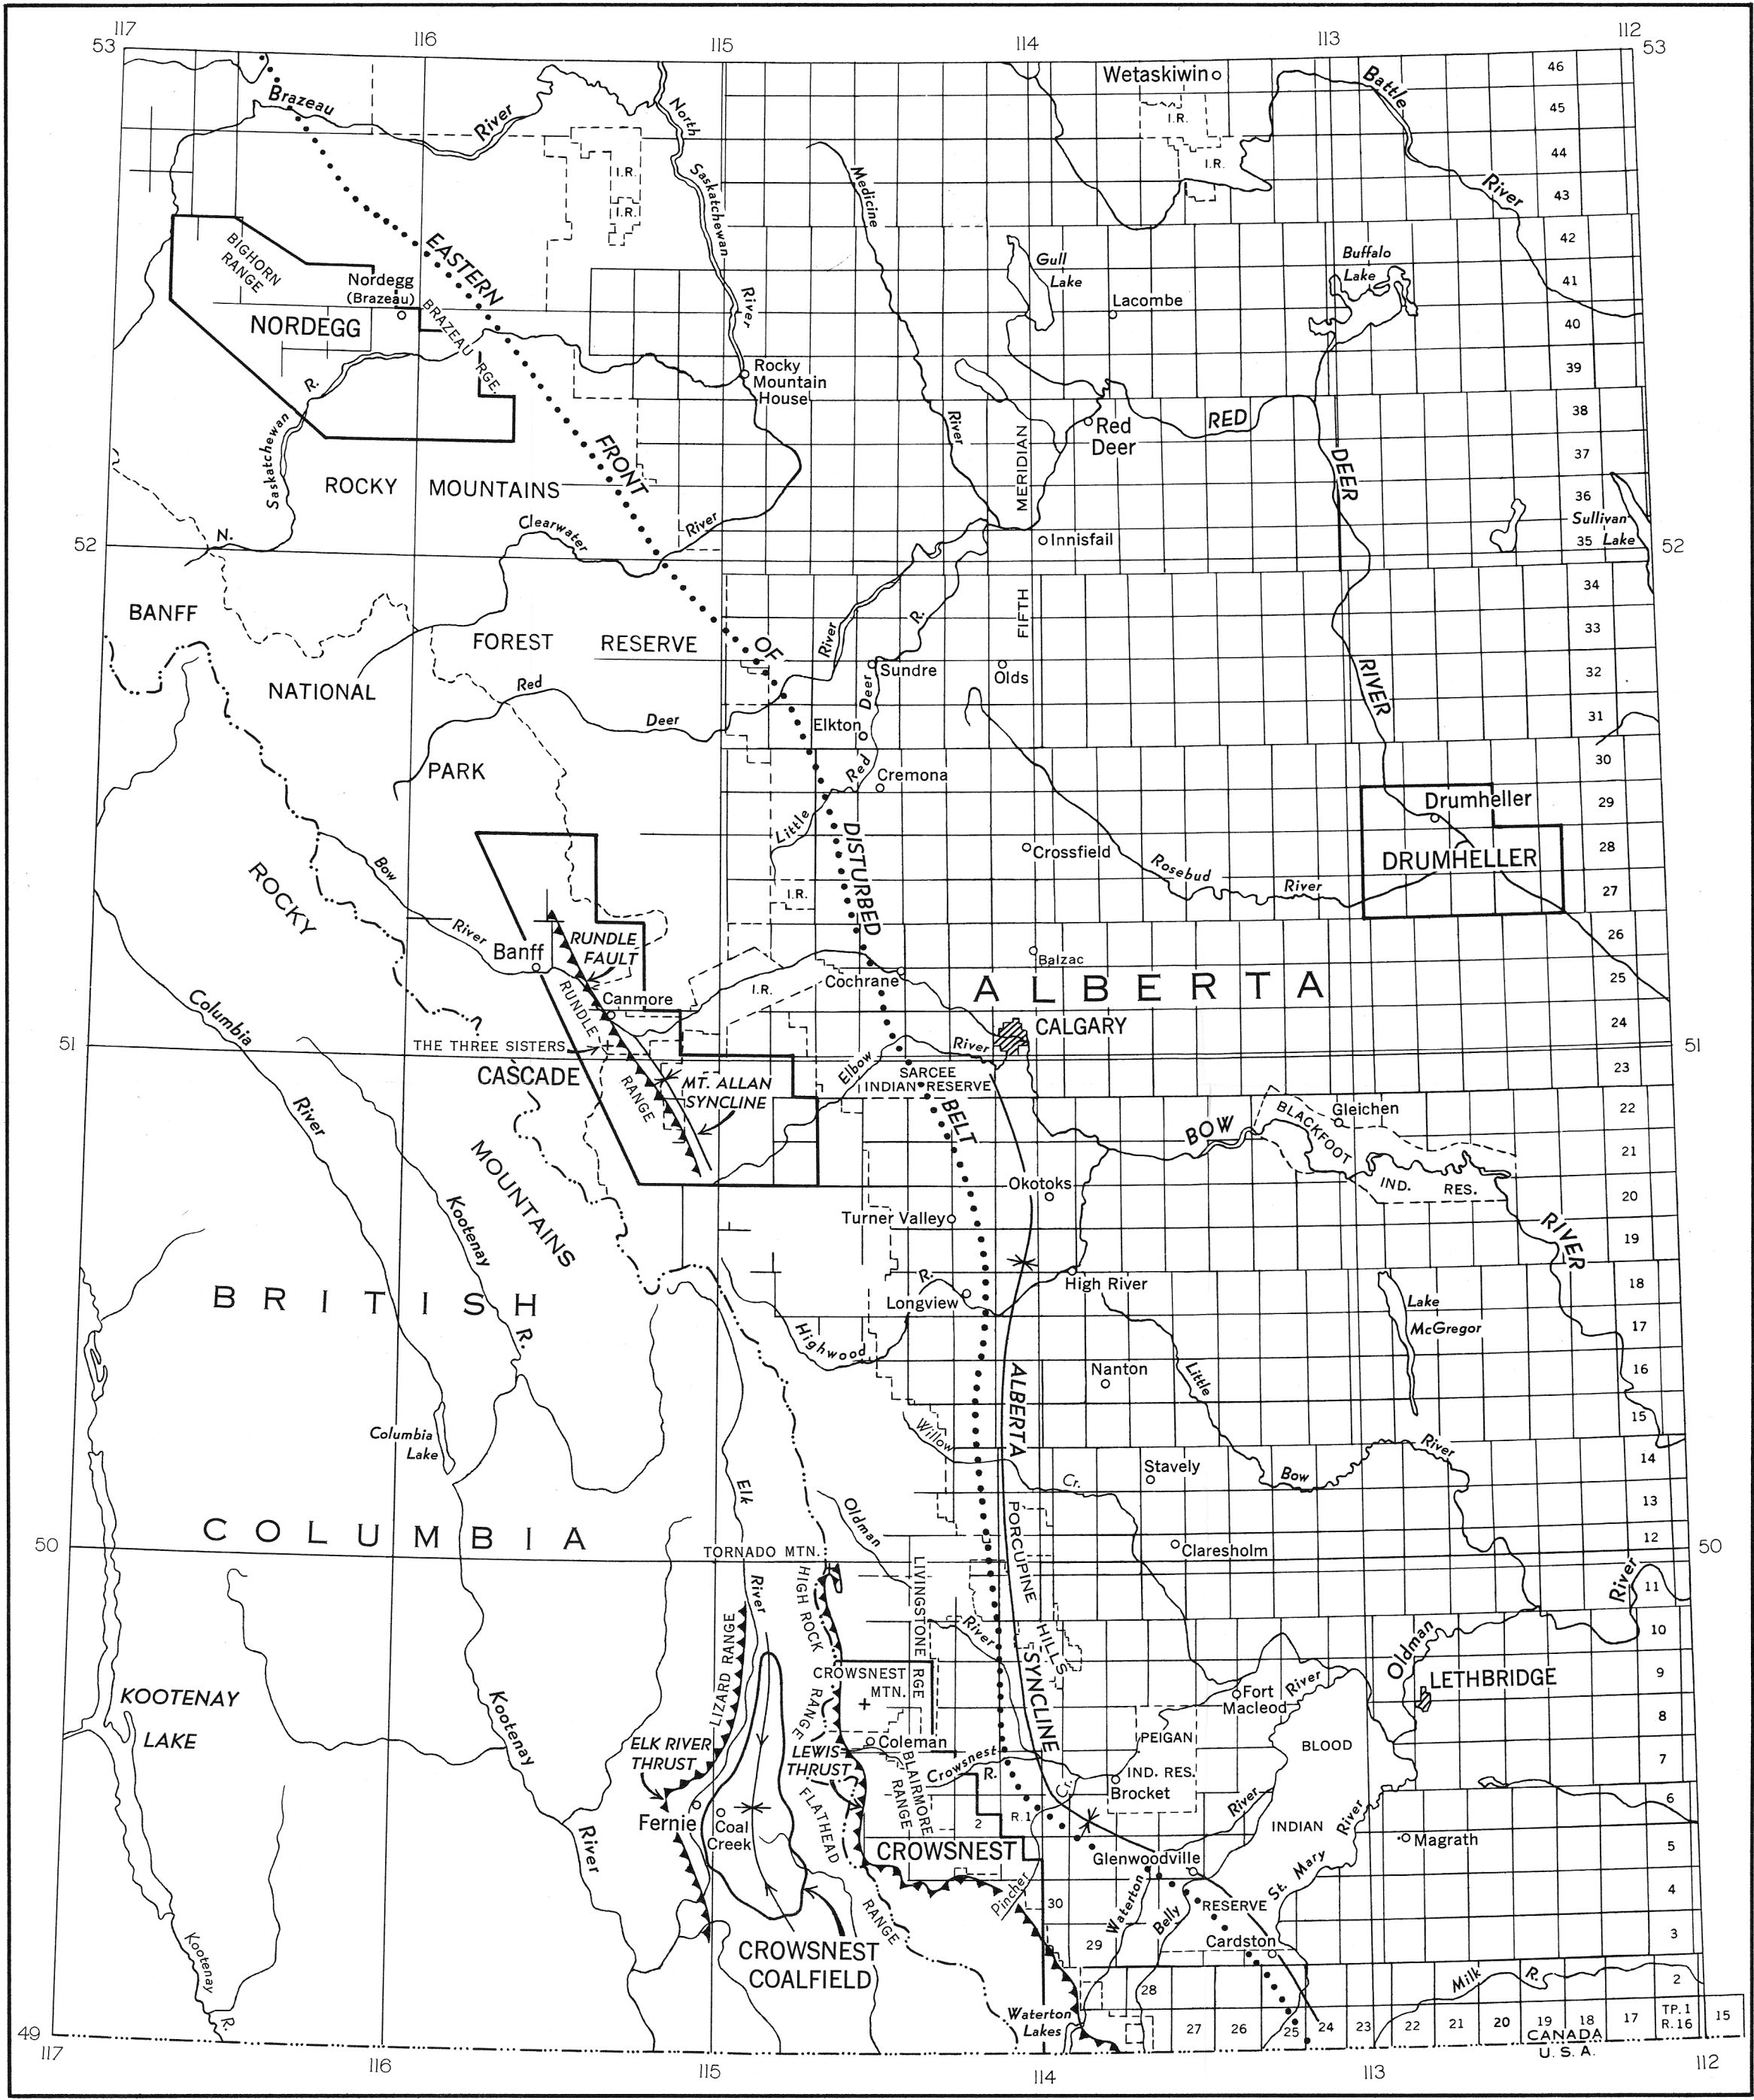 117
116
115
114
113
112
53
53
Wetaskiwin
Battle
46
Brazeau
River
North
I.R.
45
44
I.R.
I.R.
I.R.
Saskatchewan
Medicine
River
43
42
BIGHORN
RANGE
EASTERN
Gull
Lake
Buffalo
Lake
41
Nordegg
(Brazeau)
River
Lacombe
NORDEGG
BRAZEAU
RGE.
40
R.
Rocky
Mountain
House
39
38
Saskatchewan
FRONT
River
MERIDIAN
Red
Deer
RED
DEER
37
ROCKY MOUNTAINS
36
Sullivan
35 Lake
N.
Clearwater
River
Innisfail
52
52
34
BANFF
FIFTH
33
FOREST RESERVE
OF
River
R.
RIVER
NATIONAL
Red
Deer
Sundre
Olds
32
Deer
Elkton
31
PARK
Red
Cremona
30
Drumheller
29
Little
DISTURBED
Crossfield
28
ROCKY
Bow
Rosebud
River
DRUMHELLER
27
I.R.
River
RUNDLE
FAULT
26
Banff
Balzac
Columbia
RUNDLE
Canmore
I.R.
Cochrane
ALBERTA
25
CALGARY
24
51
THE THREE SISTERS
River
51
CASCADE
RANGE
Elbow
SARCEE
INDIAN RESERVE
23
MT. ALLAN
SYNCLINE
River
BELT
22
BOW
BLACKFOOT
Gleichen
MOUNTAINS
21
Okotoks
IND. RES.
20
Kootenay
Turner Valley
RIVER
19
R.
High River
18
BRITISH
Longview
Lake
McGregor
R.
17
Highwood
Nanton
Little
16
ALBERTA
15
Columbia
Lake
Willow
River
14
Cr.
Stavely
Bow
Elk
Oldman
13
COLUMBIA
PORCUPINE
12
50
TORNADO MTN.
Claresholm
50
River
HIGH ROCK
LIVINGSTONE
River
11
River
HILLS
Oldman
10
LIZARD RANGE
CROWSNEST
MTN.
RGE
SYNCLINE
9
LETHBRIDGE
KOOTENAY
LAKE
Kootenay
RANGE
Fort
Macleod
River
8
ELK RIVER
THRUST
LEWIS
THRUST
Coleman
PEIGAN
BLOOD
7
BLAIRMORE
RANGE
Crowsnest
R.
IND. RES.
Brocket
Cr.
6
Fernie
Coal
Creek
FLATHEAD
2
R.1
River
INDIAN
River
Magrath
5
River
CROWSNEST
Glenwoodville
St. Mary
4
Pincher
30
Waterton
Belly
RESERVE
RANGE
Cardston
3
29
CROWSNEST
COALFIELD
Kootenay
28
Milk
R.
2
R.
Waterton
Lakes
27
26
25
24
23
22
21
20
19
18
17
TP. 1
R. 16
15
CANADA
U. S. A.
49
117
116
115
114
113
112